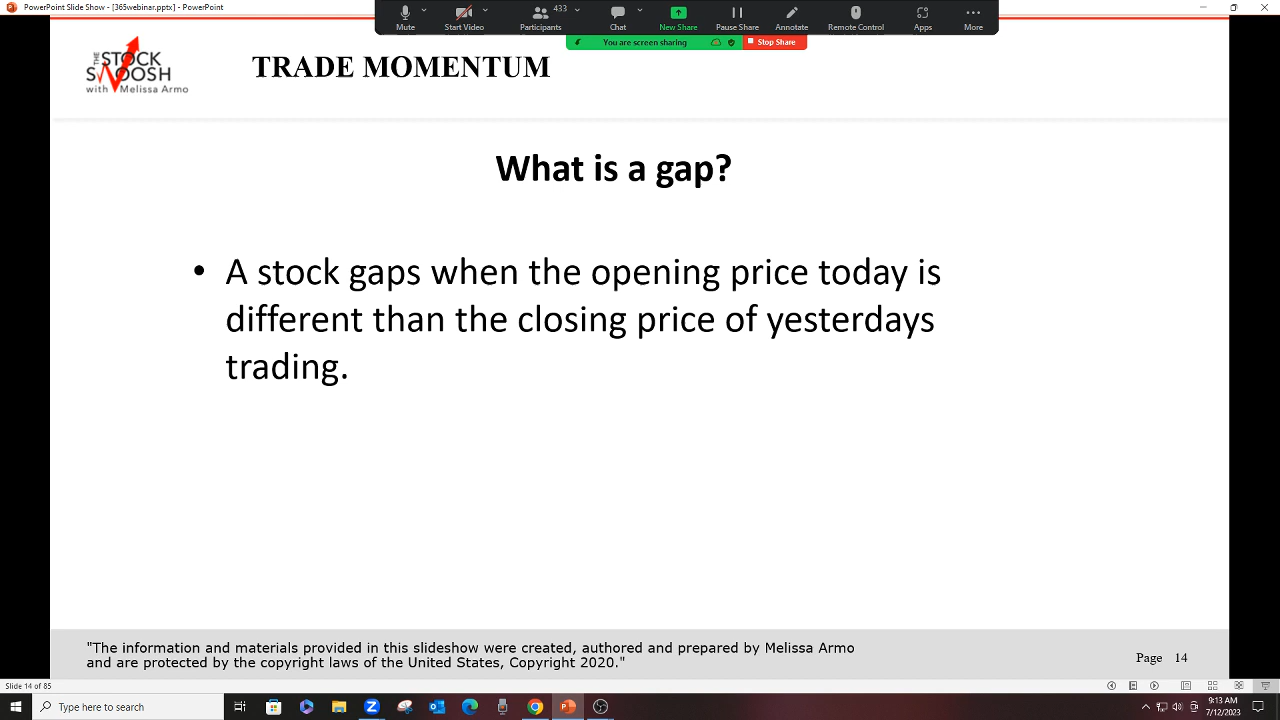 PowerPoint Slide Show - [365webinar.pptx] - PowerPoint
Mute
Start Video
433
Participants
Chat
New Share
Pause Share
Annotate
Remote Control
Apps
More
You are screen sharing
Stop Share
THE STOCK
SWOOSH
with Melissa Armo
TRADE MOMENTUM
What is a gap?
• A stock gaps when the opening price today is
different than the closing price of yesterdays
trading.
"The information and materials provided in this slideshow were created, authored and prepared by Melissa Armo
and are protected by the copyright laws of the United States, Copyright 2020."
Page 14
Slide 14 of 85
Type here to search
9:13 AM
7/12/2023